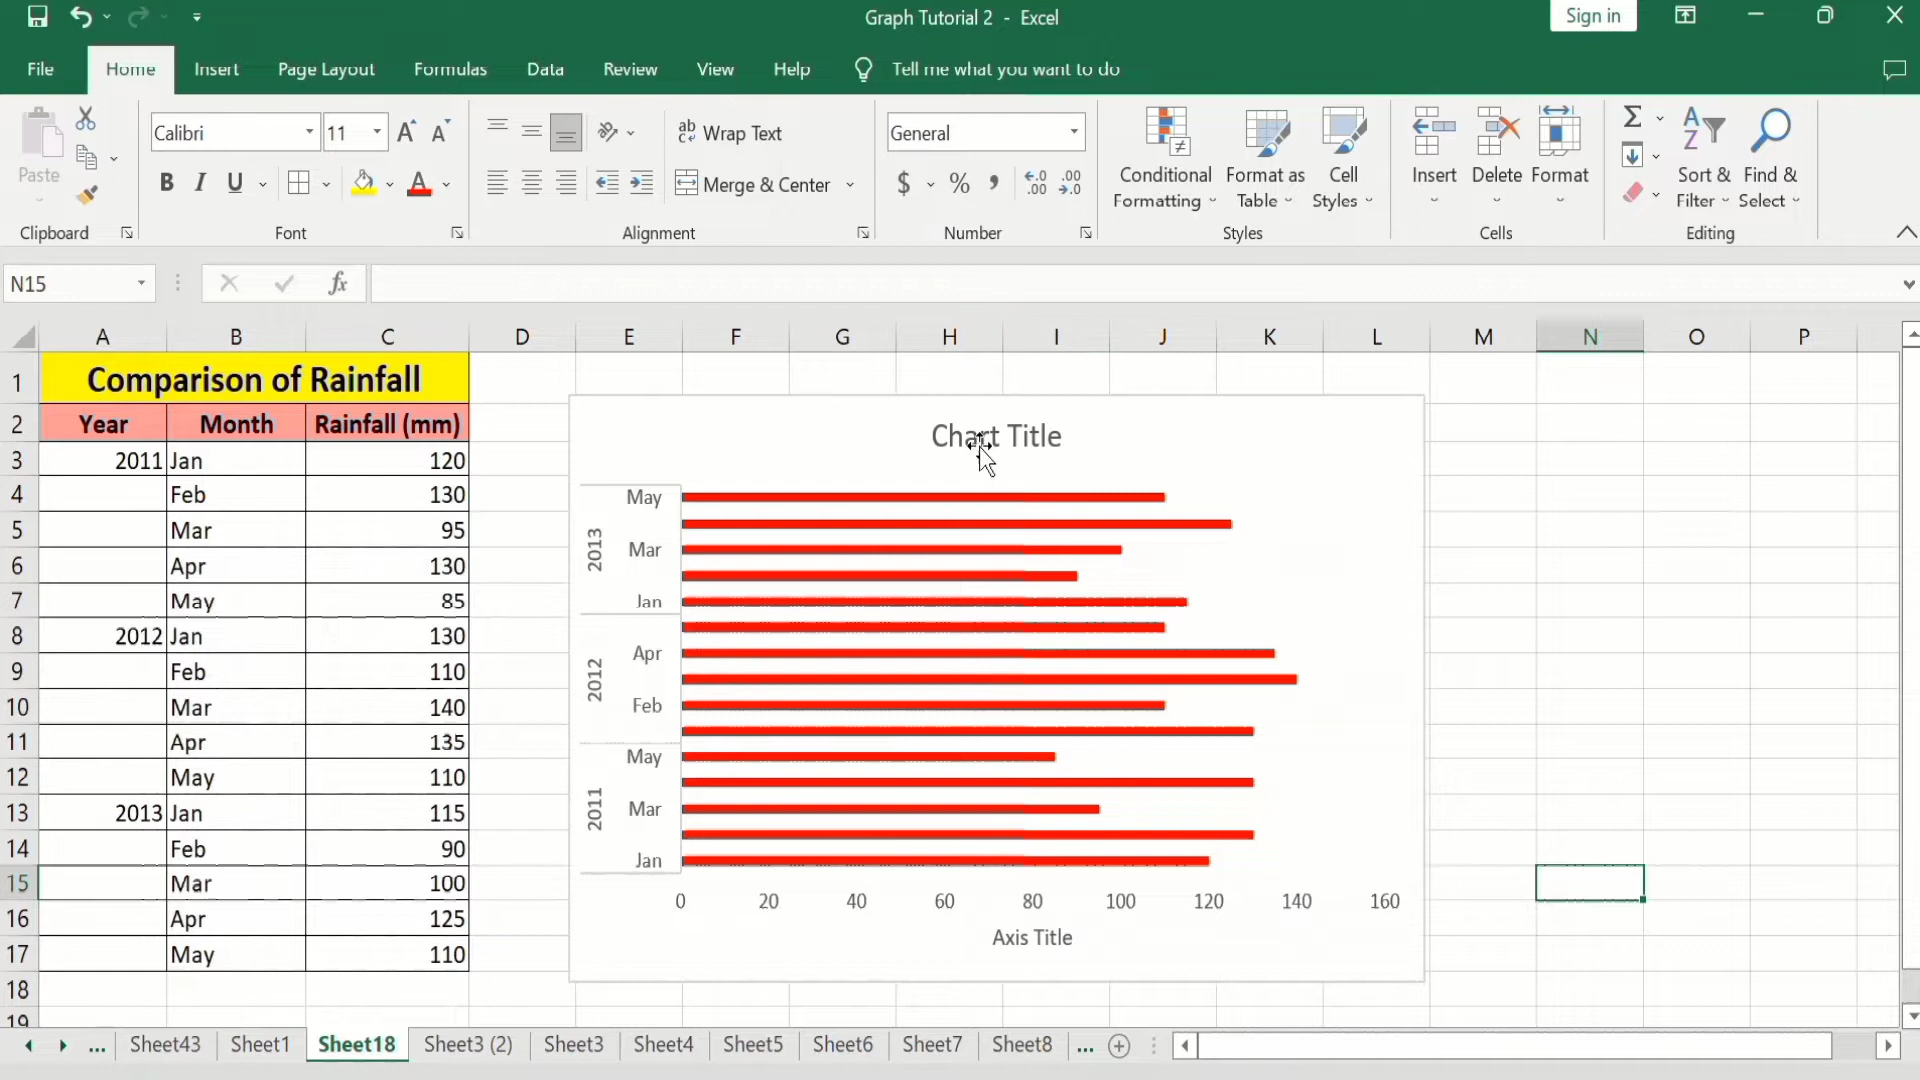 Graph Tutorial 2 - Excel
Sign in
File Home Insert Page Layout Formulas Data Review View Help Tell me what you want to do
Paste
Clipboard
Calibri 11 A A
B I U A
Font
ab Wrap Text
Merge & Center
Alignment
General
$ % , .00 .00
Number
Conditional Formatting
Format as Table
Cell Styles
Styles
Insert Delete Format
Cells
Sort & Filter
Find & Select
Editing
N15 fx
A B C D E F G H I J K L M N O P
1 Comparison of Rainfall
2 Year Month Rainfall (mm)
3 2011 Jan 120
4 Feb 130
5 Mar 95
6 Apr 130
7 May 85
8 2012 Jan 130
9 Feb 110
10 Mar 140
11 Apr 135
12 May 110
13 2013 Jan 115
14 Feb 90
15 Mar 100
16 Apr 125
17 May 110
18
19
Chart Title
2013 May
Mar
Jan
2012 Apr
Feb
2011 May
Mar
Jan
0 20 40 60 80 100 120 140 160
Axis Title
... Sheet43 Sheet1 Sheet18 Sheet3 (2) Sheet3 Sheet4 Sheet5 Sheet6 Sheet7 Sheet8 ...